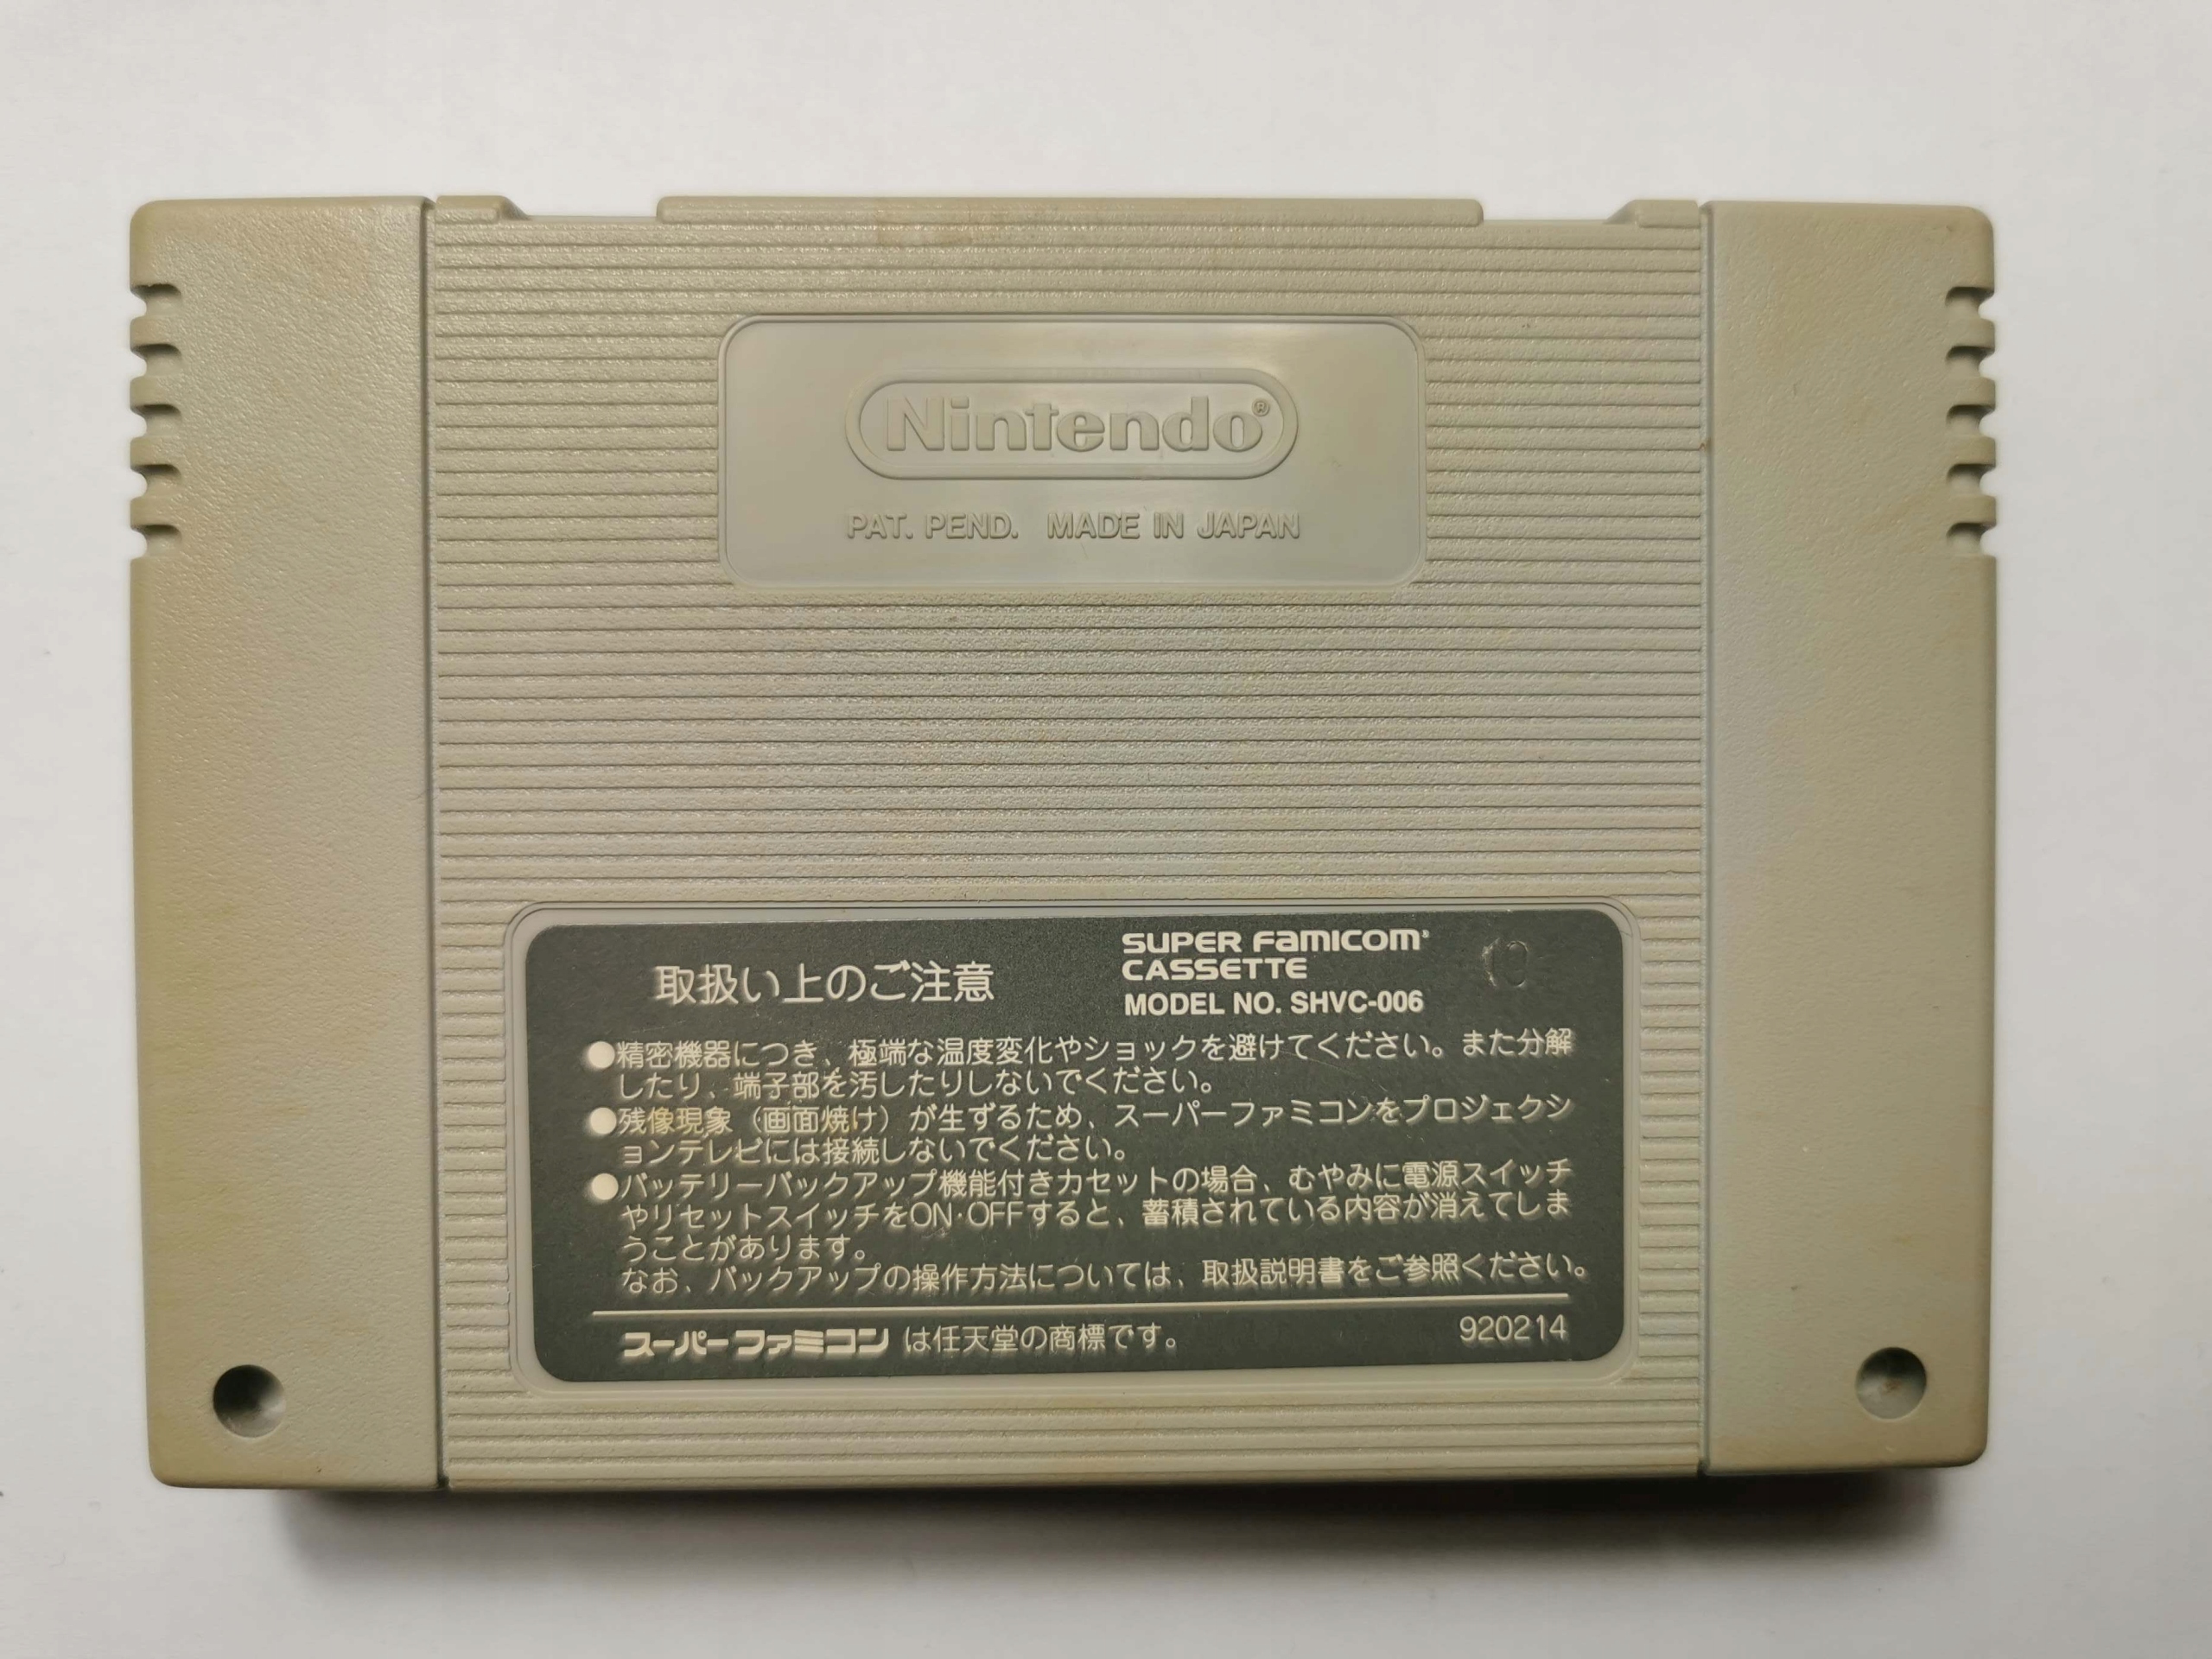 Nintendo®
PAT. PEND. MADE IN JAPAN
取扱い上のご注意
SUPER FAMICOM
CASSETTE
MODEL NO. SHVC-006
10
●精密機器につき、極端な温度変化やショックを避けてください。また分解
したり、端子部を汚したりしないでください。
●残像現象（画面焼け）が生ずるため、スーパーファミコンをプロジェクシ
ョンテレビには接続しないでください。
●バッテリーバックアップ機能付きカセットの場合、むやみに電源スイッチ
やリセットスイッチをON·OFFすると、蓄積されている内容が消えてしま
うことがあります。
なお、バックアップの操作方法については、取扱説明書をご参照ください。
スーパーファミコン は任天堂の商標です。
920214